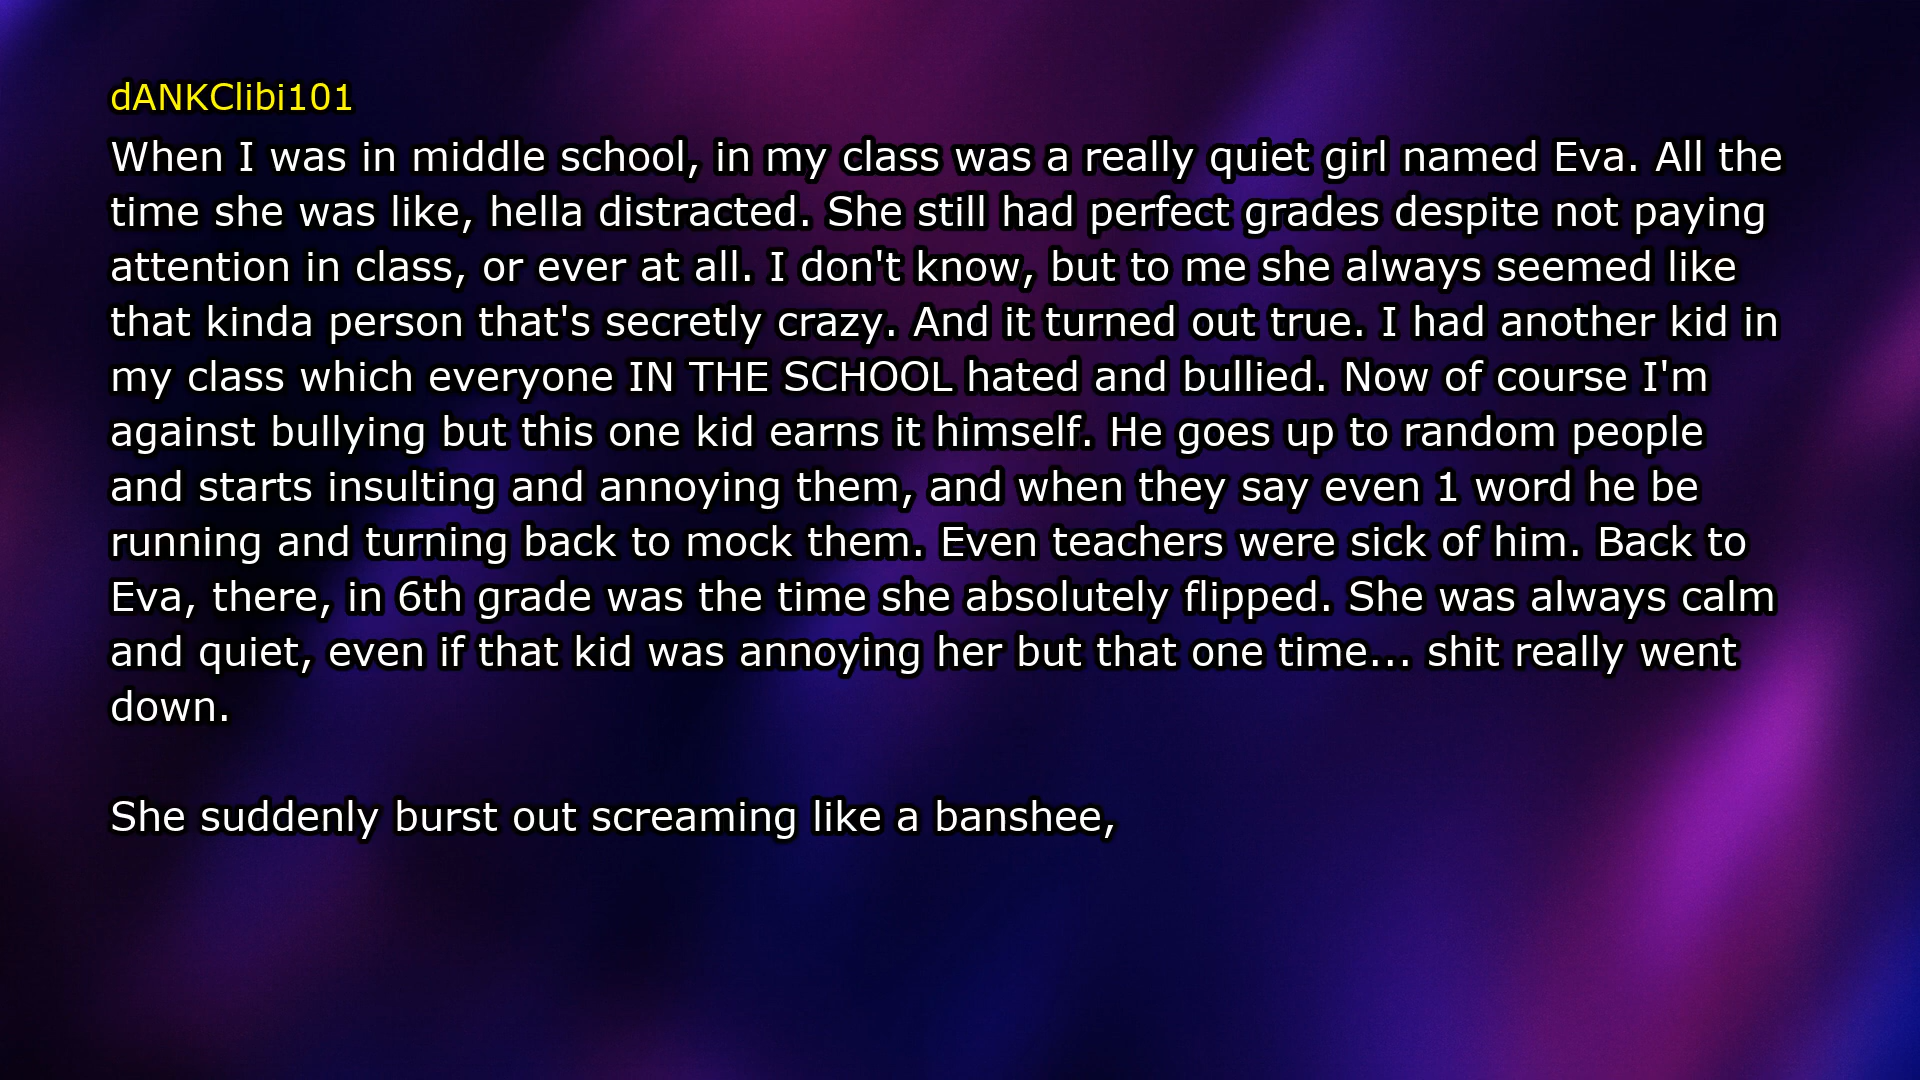 dANKClibi101
When I was in middle school, in my class was a really quiet girl named Eva. All the
time she was like, hella distracted. She still had perfect grades despite not paying
attention in class, or ever at all. I don't know, but to me she always seemed like
that kinda person that's secretly crazy. And it turned out true. I had another kid in
my class which everyone IN THE SCHOOL hated and bullied. Now of course I'm
against bullying but this one kid earns it himself. He goes up to random people
and starts insulting and annoying them, and when they say even 1 word he be
running and turning back to mock them. Even teachers were sick of him. Back to
Eva, there, in 6th grade was the time she absolutely flipped. She was always calm
and quiet, even if that kid was annoying her but that one time... shit really went
down.
She suddenly burst out screaming like a banshee,